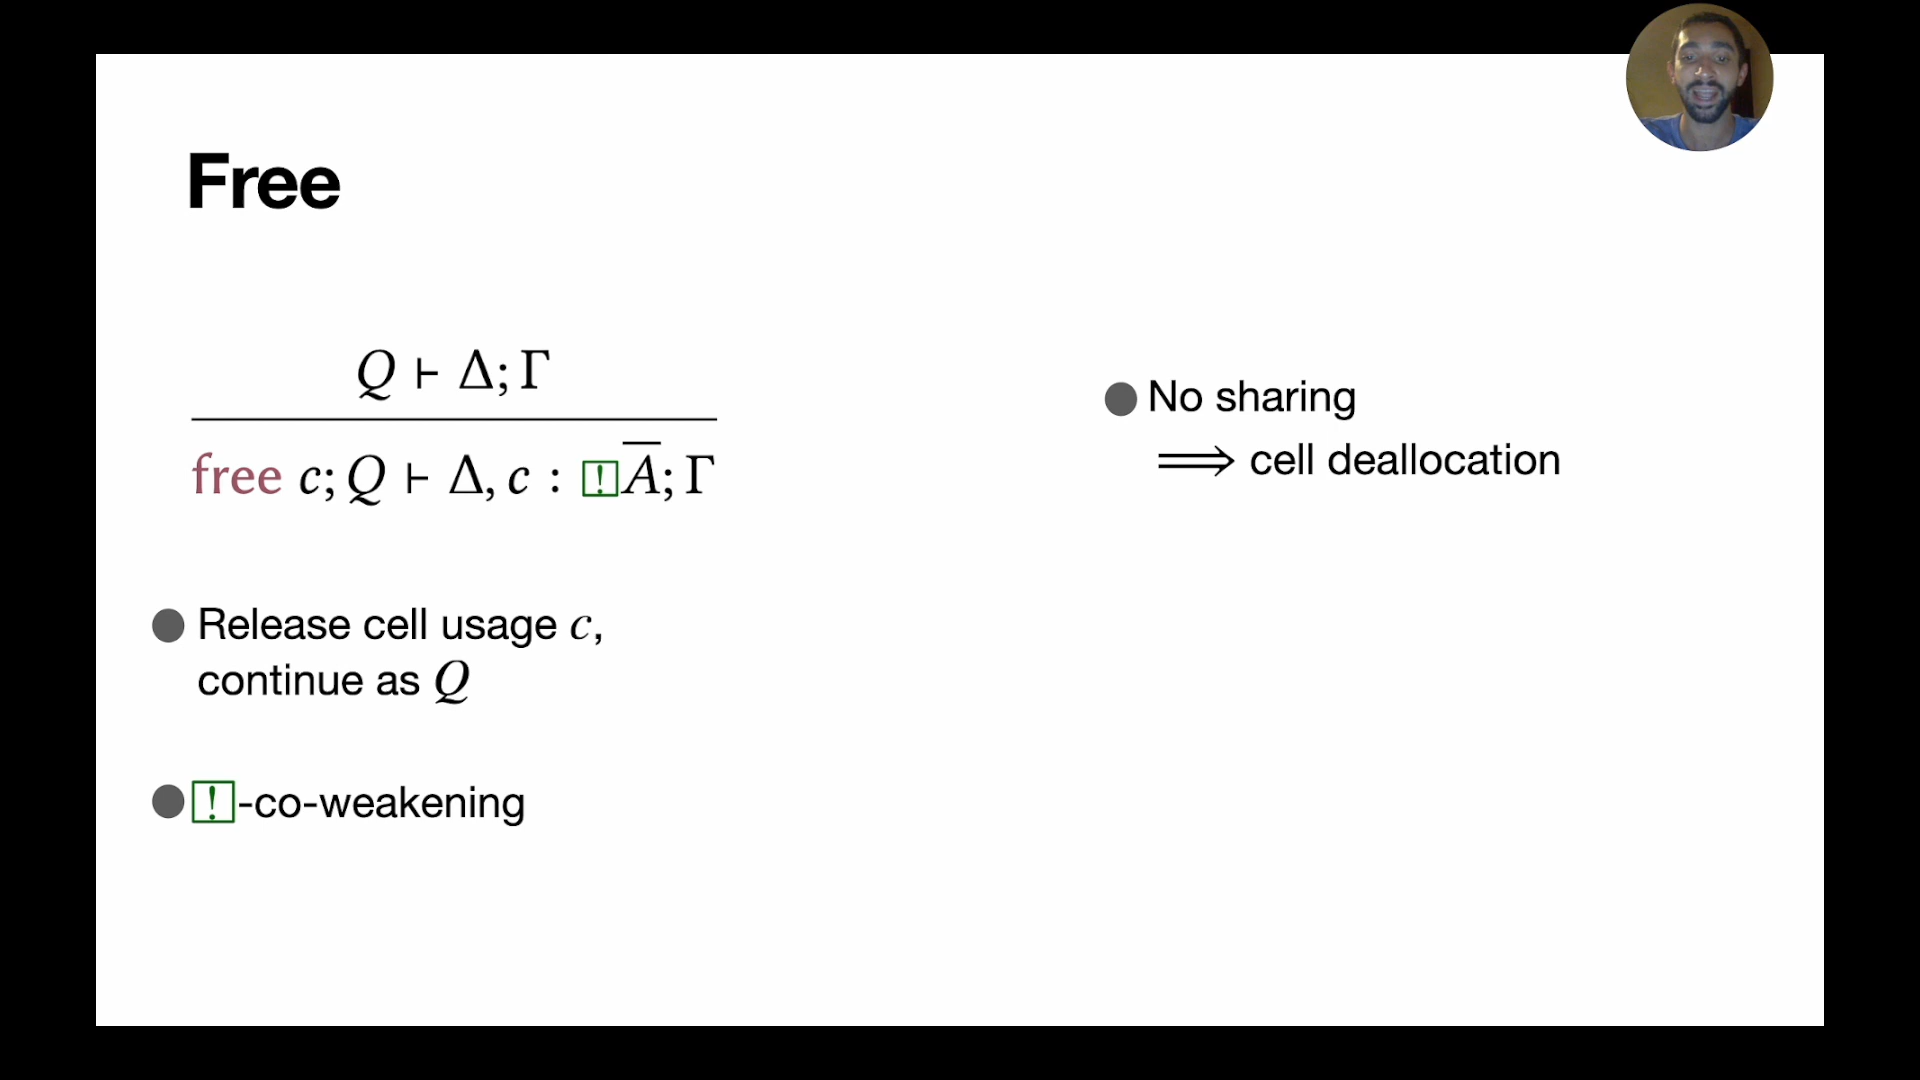 Free
Q ⊢ Δ; Γ
free c; Q ⊢ Δ, c : [!]A̅; Γ
● Release cell usage c,
continue as Q
● [!]-co-weakening
● No sharing
⟹ cell deallocation